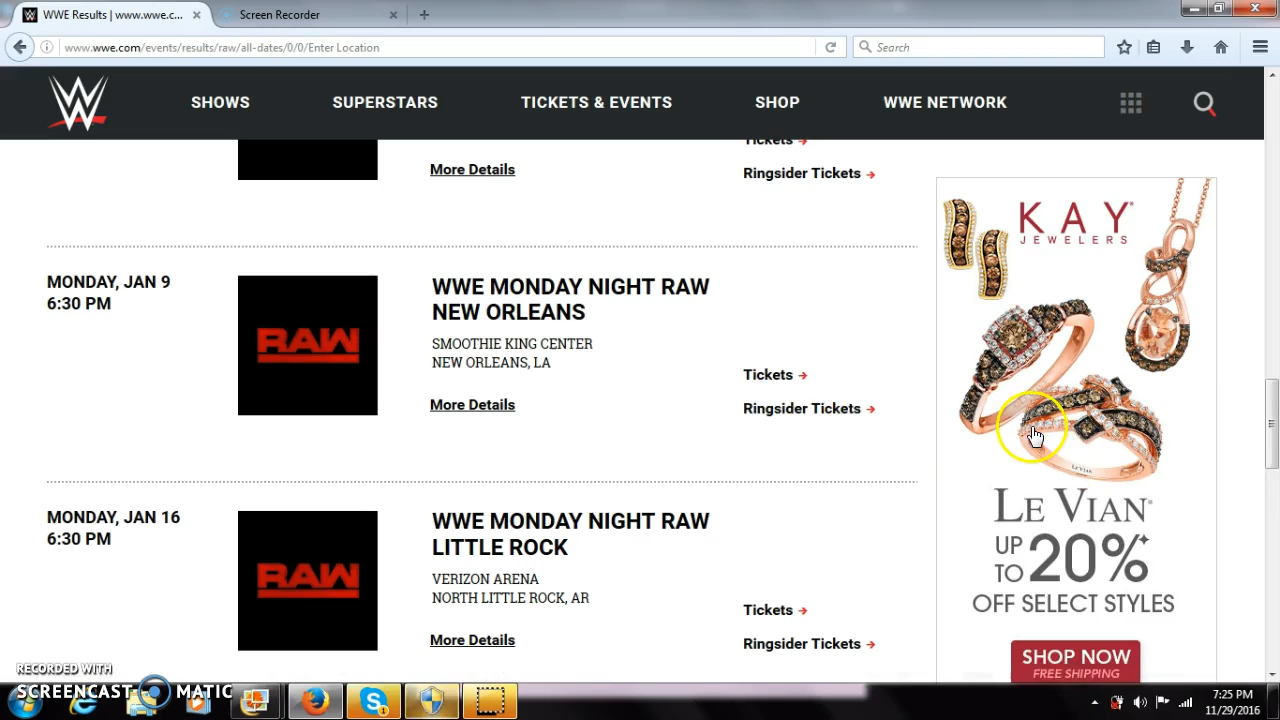 WWE Results | www.wwe.c...
Screen Recorder
www.wwe.com/events/results/raw/all-dates/0/0/Enter Location
Search
SHOWS
SUPERSTARS
TICKETS & EVENTS
SHOP
WWE NETWORK
Tickets
More Details
Ringsider Tickets
MONDAY, JAN 9
6:30 PM
RAW
WWE MONDAY NIGHT RAW
NEW ORLEANS
SMOOTHIE KING CENTER
NEW ORLEANS, LA
More Details
Tickets
Ringsider Tickets
MONDAY, JAN 16
6:30 PM
RAW
WWE MONDAY NIGHT RAW
LITTLE ROCK
VERIZON ARENA
NORTH LITTLE ROCK, AR
More Details
Tickets
Ringsider Tickets
KAY
JEWELERS
LE VIAN
LE VIAN®
UP
TO 20%
OFF SELECT STYLES
SHOP NOW
FREE SHIPPING
RECORDED WITH
SCREENCAST MATIC
7:25 PM
11/29/2016